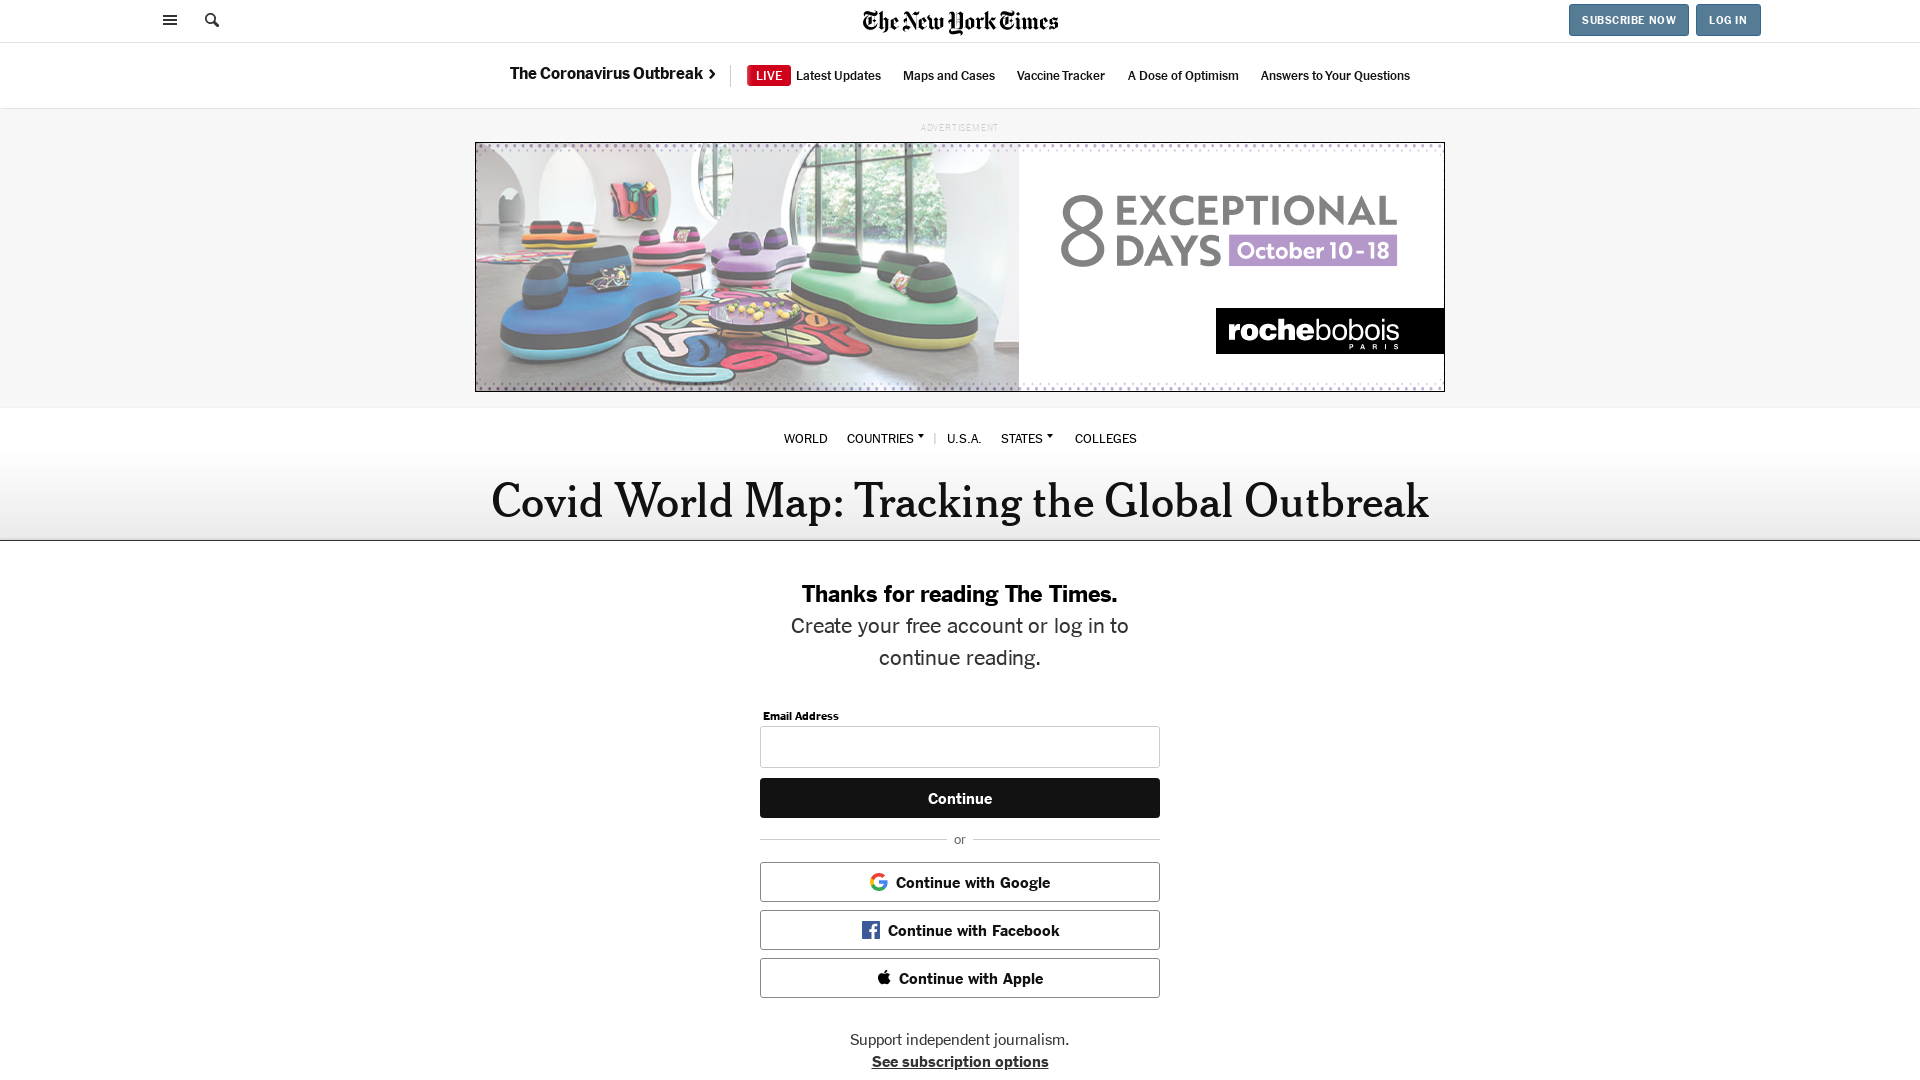 The New York Times
SUBSCRIBE NOW
LOG IN
The Coronavirus Outbreak
LIVE Latest Updates
Maps and Cases
Vaccine Tracker
A Dose of Optimism
Answers to Your Questions
ADVERTISEMENT
8 EXCEPTIONAL
DAYS October 10-18
rochebobois
PARIS
WORLD
COUNTRIES
U.S.A.
STATES
COLLEGES
Covid World Map: Tracking the Global Outbreak
Thanks for reading The Times.
Create your free account or log in to
continue reading.
Email Address
Continue
or
Continue with Google
Continue with Facebook
Continue with Apple
Support independent journalism.
See subscription options